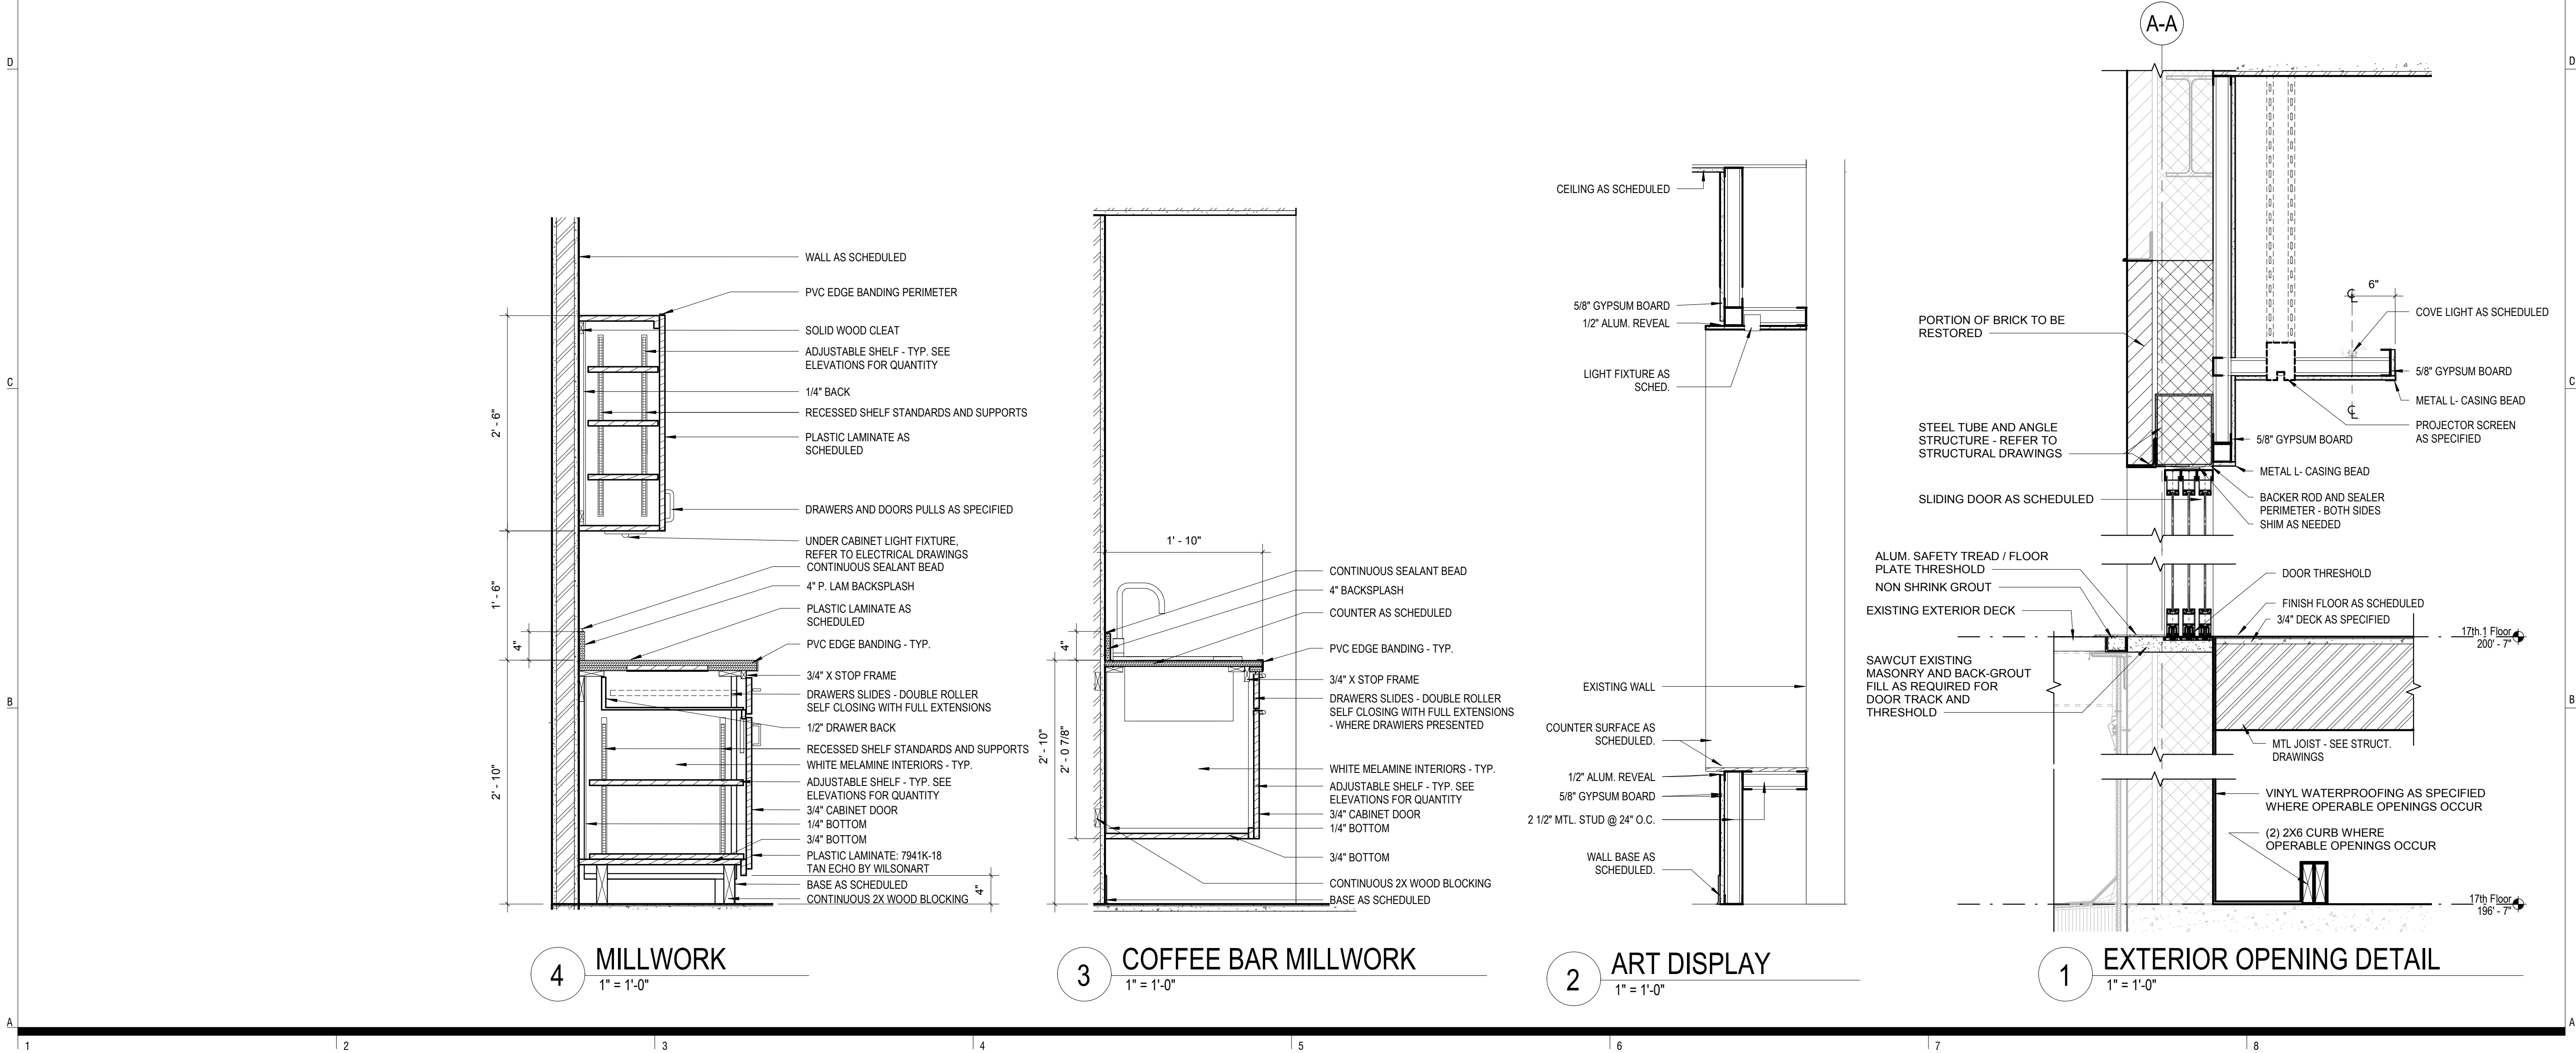 D
C
B
A
WALL AS SCHEDULED
PVC EDGE BANDING PERIMETER
SOLID WOOD CLEAT
ADJUSTABLE SHELF - TYP. SEE
ELEVATIONS FOR QUANTITY
1/4" BACK
RECESSED SHELF STANDARDS AND SUPPORTS
PLASTIC LAMINATE AS
SCHEDULED
DRAWERS AND DOORS PULLS AS SPECIFIED
UNDER CABINET LIGHT FIXTURE,
REFER TO ELECTRICAL DRAWINGS
CONTINUOUS SEALANT BEAD
4" P. LAM BACKSPLASH
PLASTIC LAMINATE AS
SCHEDULED
PVC EDGE BANDING - TYP.
3/4" X STOP FRAME
DRAWERS SLIDES - DOUBLE ROLLER
SELF CLOSING WITH FULL EXTENSIONS
1/2" DRAWER BACK
RECESSED SHELF STANDARDS AND SUPPORTS
WHITE MELAMINE INTERIORS - TYP.
ADJUSTABLE SHELF - TYP. SEE
ELEVATIONS FOR QUANTITY
3/4" CABINET DOOR
1/4" BOTTOM
3/4" BOTTOM
PLASTIC LAMINATE: 7941K-18
TAN ECHO BY WILSONART
BASE AS SCHEDULED
CONTINUOUS 2X WOOD BLOCKING
2' - 6"
1' - 6"
4"
2' - 10"
4"
4
MILLWORK
1" = 1'-0"
1' - 10"
CONTINUOUS SEALANT BEAD
4" BACKSPLASH
COUNTER AS SCHEDULED
PVC EDGE BANDING - TYP.
3/4" X STOP FRAME
DRAWERS SLIDES - DOUBLE ROLLER
SELF CLOSING WITH FULL EXTENSIONS
- WHERE DRAWIERS PRESENTED
WHITE MELAMINE INTERIORS - TYP.
ADJUSTABLE SHELF - TYP. SEE
ELEVATIONS FOR QUANTITY
3/4" CABINET DOOR
1/4" BOTTOM
3/4" BOTTOM
CONTINUOUS 2X WOOD BLOCKING
BASE AS SCHEDULED
4"
2' - 10"
2' - 0 7/8"
3
COFFEE BAR MILLWORK
1" = 1'-0"
CEILING AS SCHEDULED
5/8" GYPSUM BOARD
1/2" ALUM. REVEAL
LIGHT FIXTURE AS
SCHED.
EXISTING WALL
COUNTER SURFACE AS
SCHEDULED.
1/2" ALUM. REVEAL
5/8" GYPSUM BOARD
2 1/2" MTL. STUD @ 24" O.C.
WALL BASE AS
SCHEDULED.
2
ART DISPLAY
1" = 1'-0"
A-A
PORTION OF BRICK TO BE
RESTORED
STEEL TUBE AND ANGLE
STRUCTURE - REFER TO
STRUCTURAL DRAWINGS
SLIDING DOOR AS SCHEDULED
ALUM. SAFETY TREAD / FLOOR
PLATE THRESHOLD
NON SHRINK GROUT
EXISTING EXTERIOR DECK
SAWCUT EXISTING
MASONRY AND BACK-GROUT
FILL AS REQUIRED FOR
DOOR TRACK AND
THRESHOLD
6"
COVE LIGHT AS SCHEDULED
5/8" GYPSUM BOARD
METAL L- CASING BEAD
PROJECTOR SCREEN
AS SPECIFIED
5/8" GYPSUM BOARD
METAL L- CASING BEAD
BACKER ROD AND SEALER
PERIMETER - BOTH SIDES
SHIM AS NEEDED
DOOR THRESHOLD
FINISH FLOOR AS SCHEDULED
3/4" DECK AS SPECIFIED
17th.1 Floor
200' - 7"
MTL JOIST - SEE STRUCT.
DRAWINGS
VINYL WATERPROOFING AS SPECIFIED
WHERE OPERABLE OPENINGS OCCUR
(2) 2X6 CURB WHERE
OPERABLE OPENINGS OCCUR
17th Floor
196' - 7"
1
EXTERIOR OPENING DETAIL
1" = 1'-0"
D
C
B
A
1
2
3
4
5
6
7
8